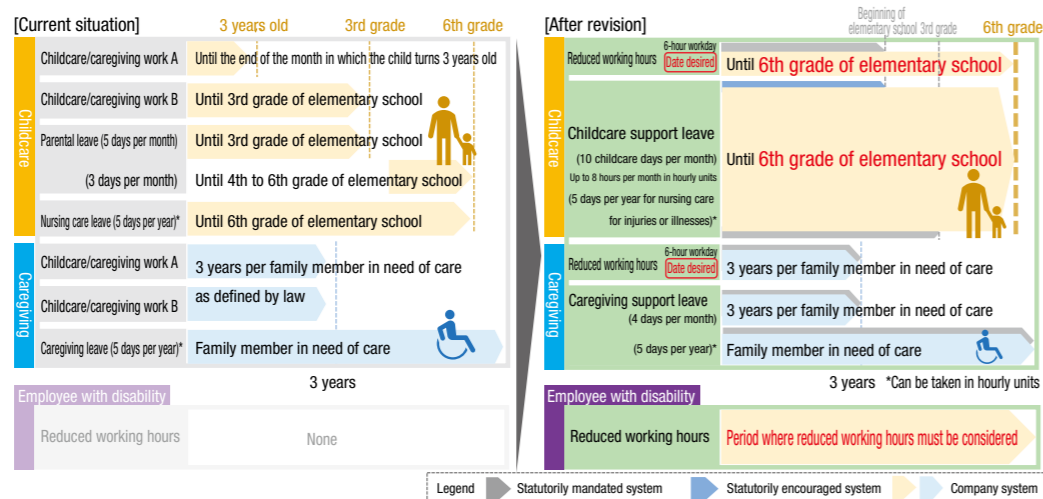 [Current situation]
3 years old
3rd grade
6th grade
Childcare
Childcare/caregiving work A
Until the end of the month in which the child turns 3 years old
Childcare/caregiving work B
Until 3rd grade of elementary school
Parental leave (5 days per month)
Until 3rd grade of elementary school
(3 days per month)
Until 4th to 6th grade of elementary school
Nursing care leave (5 days per year)*
Until 6th grade of elementary school
Caregiving
Childcare/caregiving work A
3 years per family member in need of care
Childcare/caregiving work B
as defined by law
Caregiving leave (5 days per year)*
Family member in need of care
3 years
Employee with disability
Reduced working hours
None
[After revision]
Beginning of
elementary school
3rd grade
6th grade
Childcare
Reduced working hours
6-hour workday
Date desired
Until 6th grade of elementary school
Childcare support leave
(10 childcare days per month)
Up to 8 hours per month in hourly units
(5 days per year for nursing care
for injuries or illnesses)*
Until 6th grade of elementary school
Caregiving
Reduced working hours
6-hour workday
Date desired
3 years per family member in need of care
Caregiving support leave
(4 days per month)
3 years per family member in need of care
(5 days per year)*
Family member in need of care
3 years
*Can be taken in hourly units
Employee with disability
Reduced working hours
Period where reduced working hours must be considered
Legend
Statutorily mandated system
Statutorily encouraged system
Company system